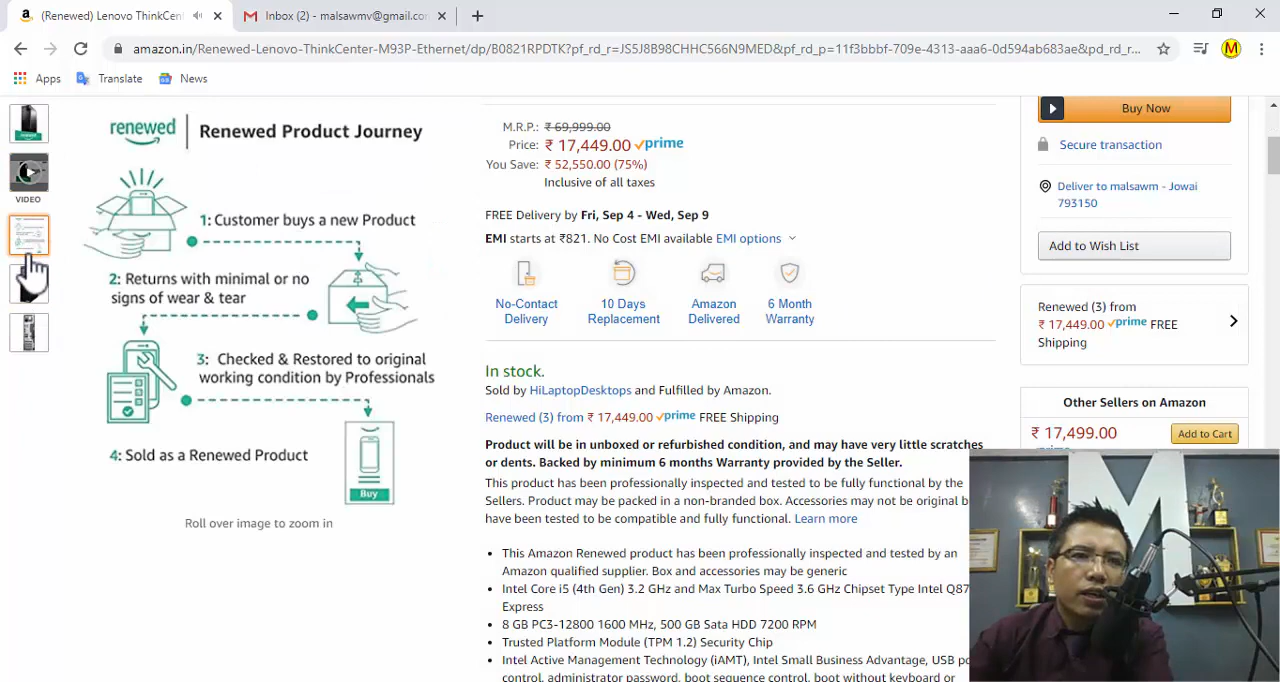 (Renewed) Lenovo ThinkCent
Inbox (2) - malsawmv@gmail.com
amazon.in/Renewed-Lenovo-ThinkCenter-M93P-Ethernet/dp/B0821RPDTK?pf_rd_r=JS5J8B98CHHC566N9MED&pf_rd_p=11f3bbbf-709e-4313-aaa6-0d594ab683ae&pd_rd_r...
M
Apps Translate News
renewed Renewed Product Journey
1: Customer buys a new Product
2: Returns with minimal or no
signs of wear & tear
3: Checked & Restored to original
working condition by Professionals
4: Sold as a Renewed Product
Buy
Roll over image to zoom in
VIDEO
M.R.P.: ₹ 69,999.00
Price: ₹ 17,449.00 prime
You Save: ₹ 52,550.00 (75%)
Inclusive of all taxes
FREE Delivery by Fri, Sep 4 - Wed, Sep 9
EMI starts at ₹821. No Cost EMI available EMI options
No-Contact
Delivery
10 Days
Replacement
Amazon
Delivered
6 Month
Warranty
In stock.
Sold by HiLaptopDesktops and Fulfilled by Amazon.
Renewed (3) from ₹ 17,449.00 prime FREE Shipping
Product will be in unboxed or refurbished condition, and may have very little scratches
or dents. Backed by minimum 6 months Warranty provided by the Seller.
This product has been professionally inspected and tested to be fully functional by the
Sellers. Product may be packed in a non-branded box. Accessories may not be original b
have been tested to be compatible and fully functional. Learn more
This Amazon Renewed product has been professionally inspected and tested by an
Amazon qualified supplier. Box and accessories may be generic
Intel Core i5 (4th Gen) 3.2 GHz and Max Turbo Speed 3.6 GHz Chipset Type Intel Q87
Express
8 GB PC3-12800 1600 MHz, 500 GB Sata HDD 7200 RPM
Trusted Platform Module (TPM 1.2) Security Chip
Intel Active Management Technology (iAMT), Intel Small Business Advantage, USB po
control, administrator password, boot sequence control, boot without keyboard or
Buy Now
Secure transaction
Deliver to malsawm - Jowai
793150
Add to Wish List
Renewed (3) from
₹ 17,449.00 prime FREE
Shipping
Other Sellers on Amazon
₹ 17,499.00 Add to Cart
M